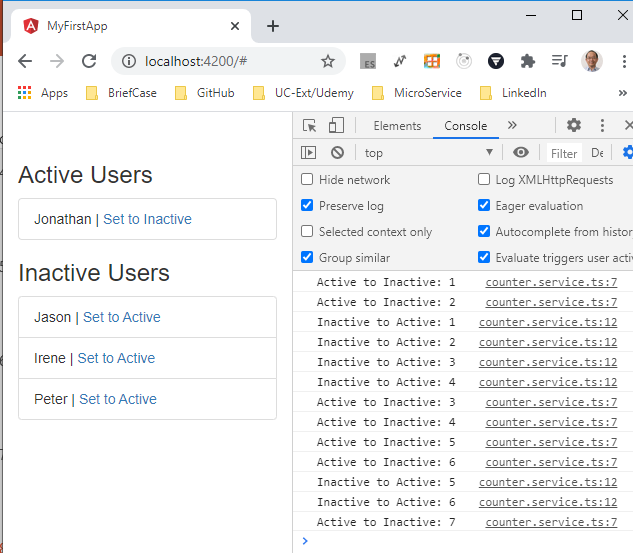 MyFirstApp
localhost:4200/#
ES
Apps BriefCase GitHub UC-Ext/Udemy MicroService LinkedIn »
Elements Console »
top Filter De
Hide network Log XMLHttpRequests
Preserve log Eager evaluation
Selected context only Autocomplete from histor
Group similar Evaluate triggers user activ
Active Users
Jonathan | Set to Inactive
Inactive Users
Jason | Set to Active
Irene | Set to Active
Peter | Set to Active
Active to Inactive: 1 counter.service.ts:7
Active to Inactive: 2 counter.service.ts:7
Inactive to Active: 1 counter.service.ts:12
Inactive to Active: 2 counter.service.ts:12
Inactive to Active: 3 counter.service.ts:12
Inactive to Active: 4 counter.service.ts:12
Active to Inactive: 3 counter.service.ts:7
Active to Inactive: 4 counter.service.ts:7
Active to Inactive: 5 counter.service.ts:7
Active to Inactive: 6 counter.service.ts:7
Inactive to Active: 5 counter.service.ts:12
Inactive to Active: 6 counter.service.ts:12
Active to Inactive: 7 counter.service.ts:7